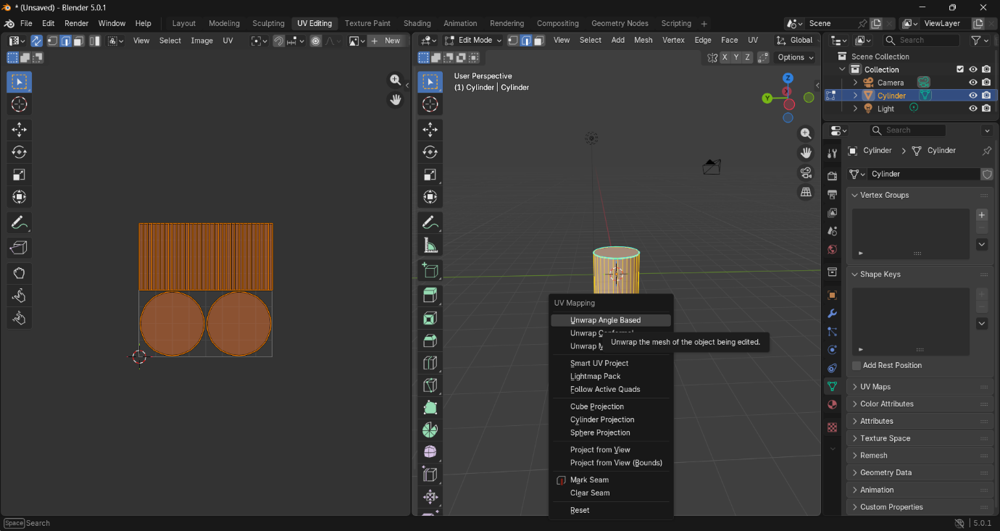 * (Unsaved) - Blender 5.0.1
File Edit Render Window Help Layout Modeling Sculpting UV Editing Texture Paint Shading Animation Rendering Compositing Geometry Nodes Scripting + Scene ViewLayer
View Select Image UV + New
Edit Mode View Select Add Mesh Vertex Edge Face UV Global
X Y Z Options
User Perspective
(1) Cylinder | Cylinder
Z
Y
X
UV Mapping
Unwrap Angle Based
Unwrap
Unwrap
Unwrap the mesh of the object being edited.
Smart UV Project
Lightmap Pack
Follow Active Quads
Cube Projection
Cylinder Projection
Sphere Projection
Project from View
Project from View (Bounds)
Mark Seam
Clear Seam
Reset
Search
Scene Collection
Collection
Camera
Cylinder
Light
Search
Cylinder > Cylinder
Cylinder
Vertex Groups
Shape Keys
Add Rest Position
UV Maps
Color Attributes
Attributes
Texture Space
Remesh
Geometry Data
Animation
Custom Properties
Space Search
5.0.1